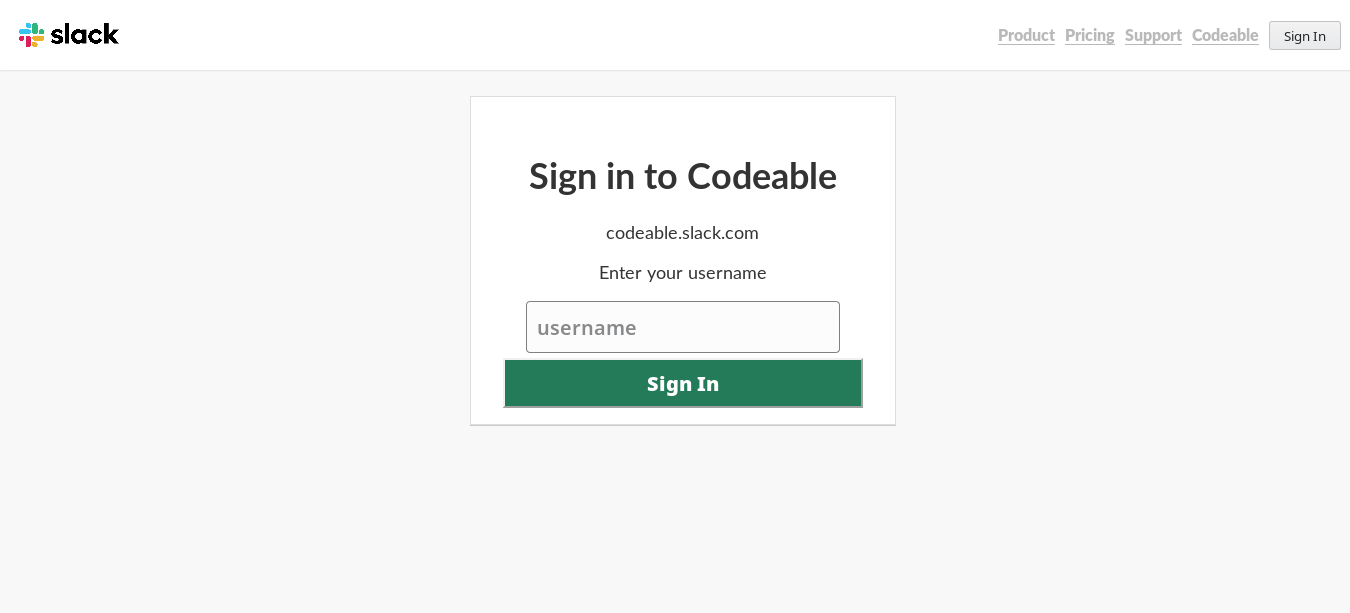 slack
Product Pricing Support Codeable Sign In
Sign in to Codeable
codeable.slack.com
Enter your username
username
Sign In